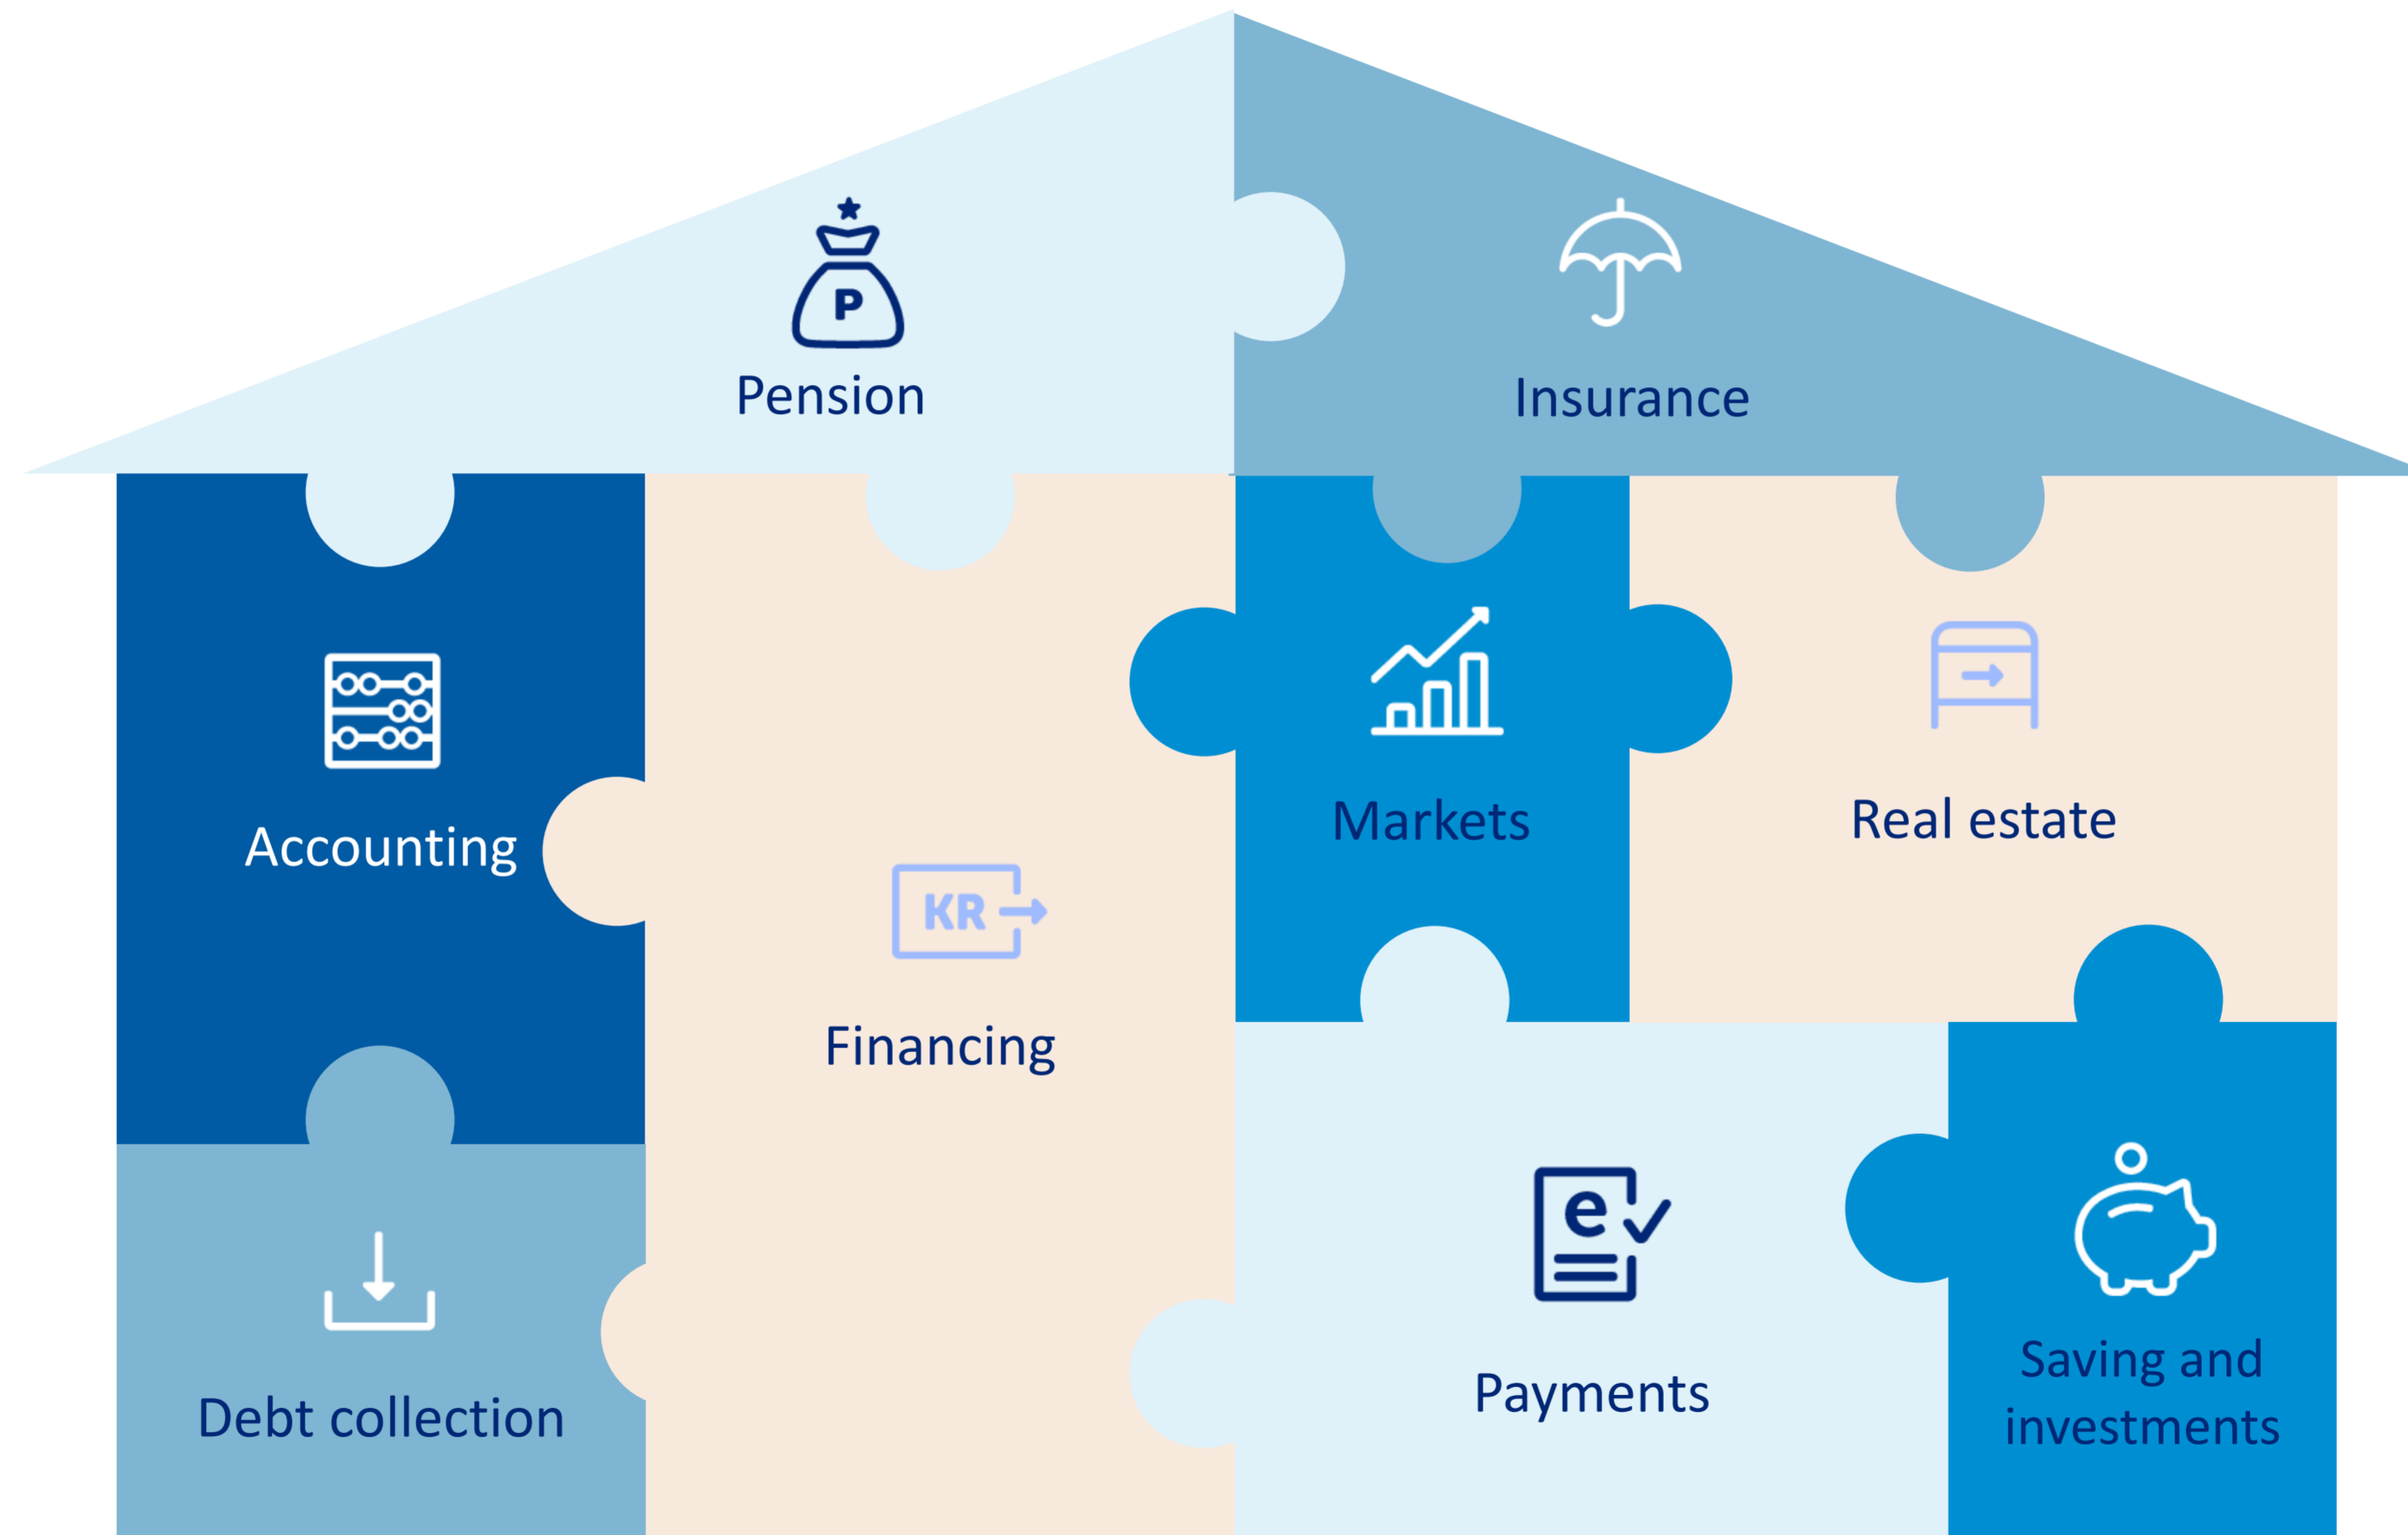 P
Pension
Insurance
Accounting
Markets
Real estate
KR
Financing
e
Debt collection
Payments
Saving and
investments